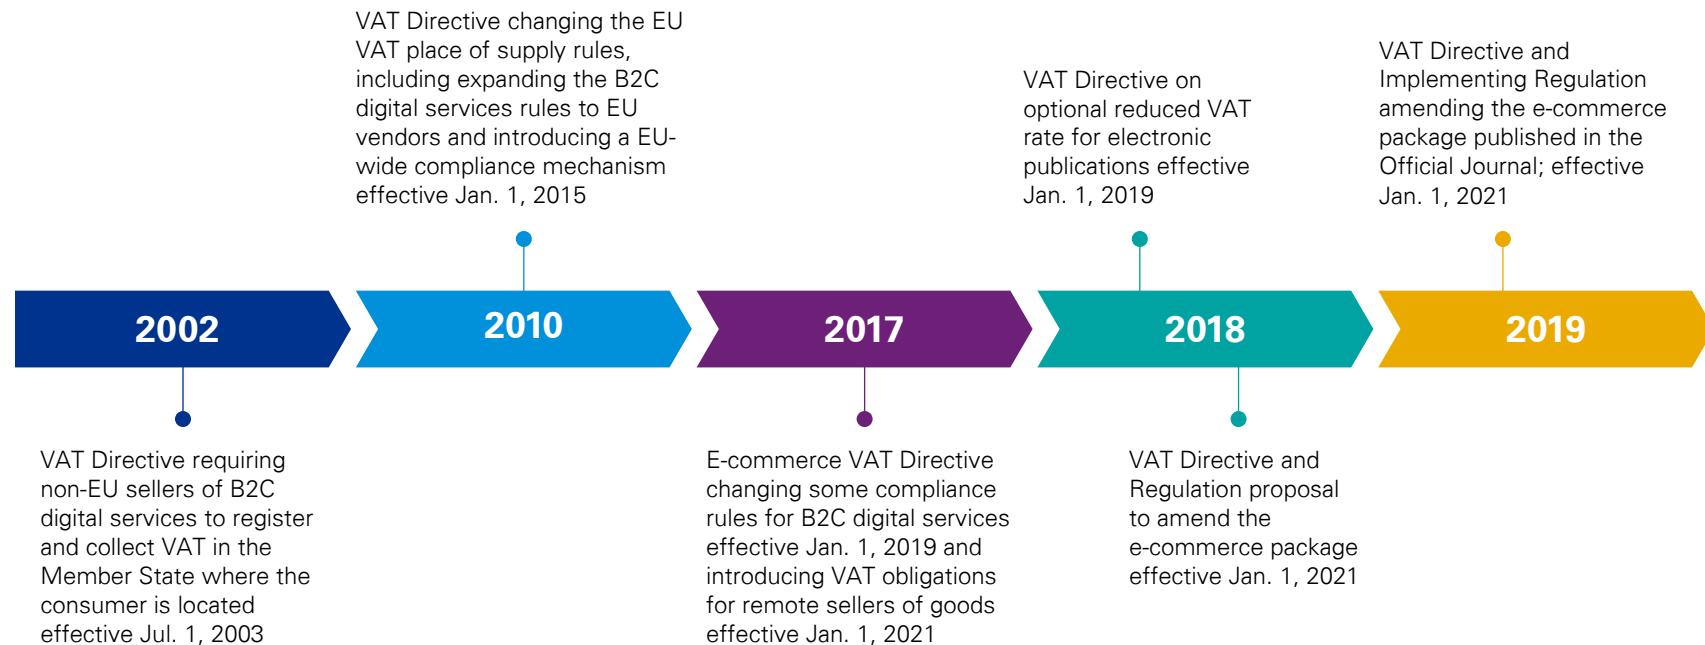 VAT Directive changing the EU
VAT place of supply rules,
including expanding the B2C
digital services rules to EU
vendors and introducing a EU-
wide compliance mechanism
effective Jan. 1, 2015
VAT Directive on
optional reduced VAT
rate for electronic
publications effective
Jan. 1, 2019
VAT Directive and
Implementing Regulation
amending the e-commerce
package published in the
Official Journal; effective
Jan. 1, 2021
2002
2010
2017
2018
2019
VAT Directive requiring
non-EU sellers of B2C
digital services to register
and collect VAT in the
Member State where the
consumer is located
effective Jul. 1, 2003
E-commerce VAT Directive
changing some compliance
rules for B2C digital services
effective Jan. 1, 2019 and
introducing VAT obligations
for remote sellers of goods
effective Jan. 1, 2021
VAT Directive and
Regulation proposal
to amend the
e-commerce package
effective Jan. 1, 2021